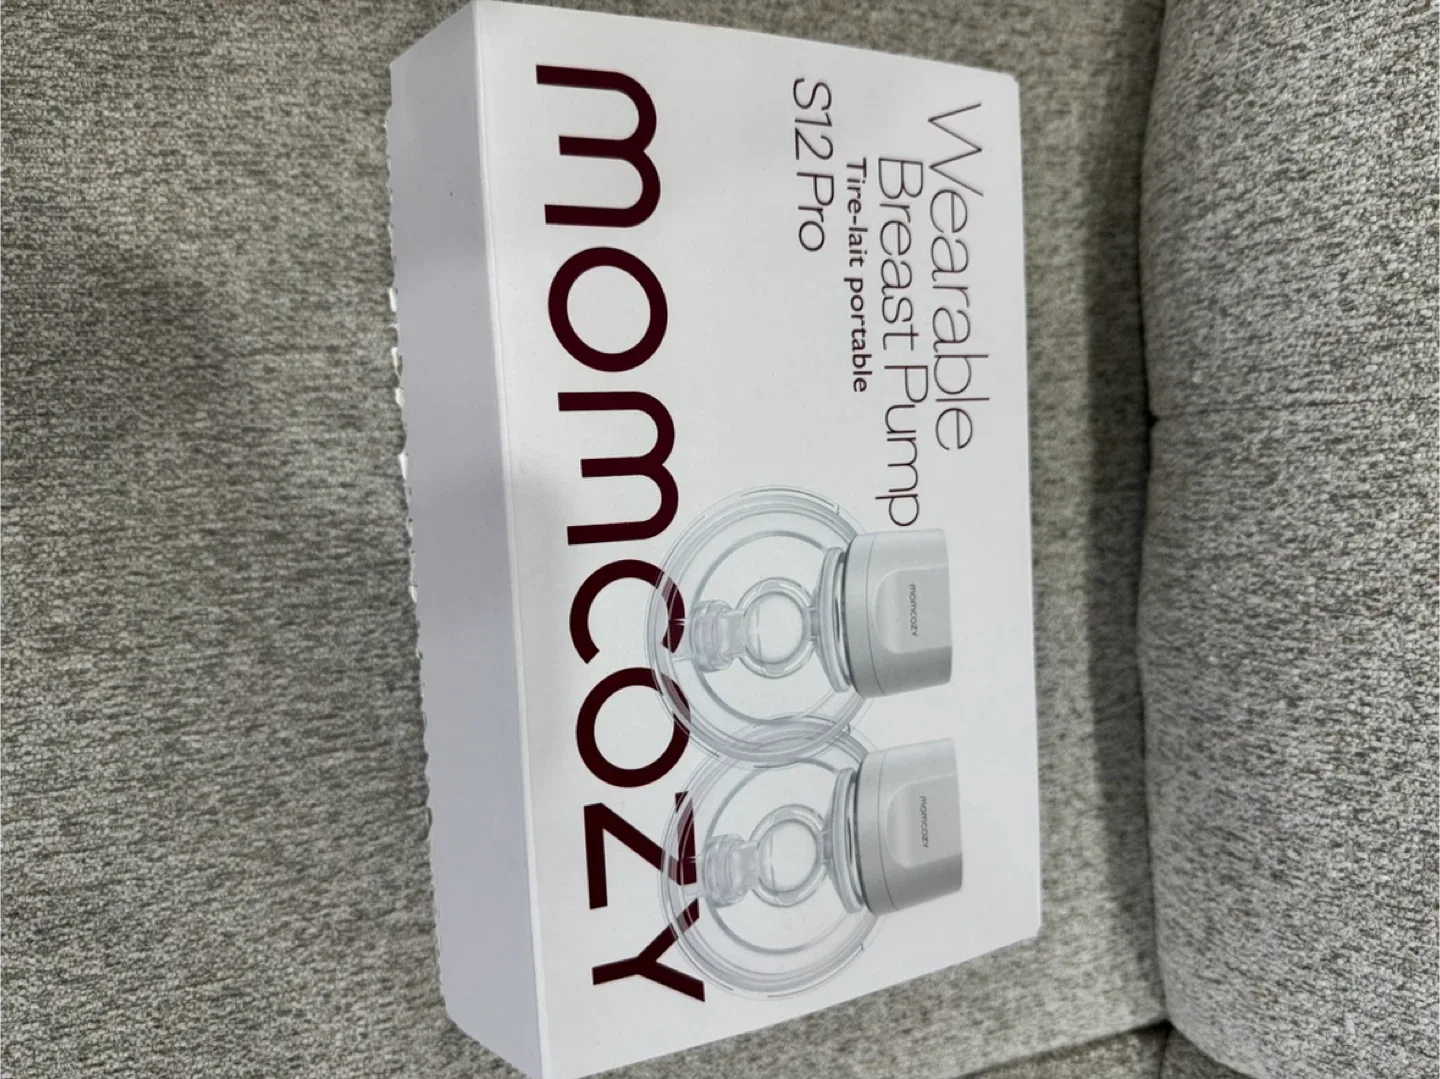 Wearable
Breast Pump
Tire-lait portable
S12 Pro
momcozy
momcozy
momcozy